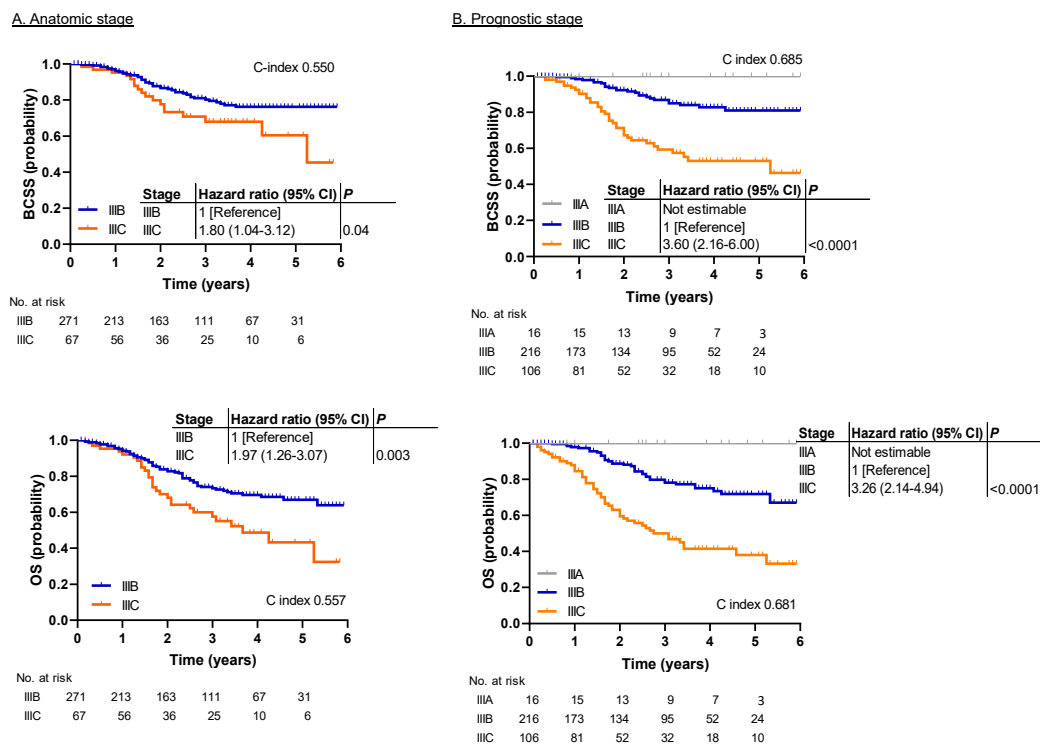 A. Anatomic stage
C-index 0.550
BCSS (probability)
1.0
0.8
0.6
0.4
0.2
0.0
0 1 2 3 4 5 6
Time (years)
IIIB
IIIC
Stage Hazard ratio (95% CI) P
IIIB 1 [Reference]
IIIC 1.80 (1.04-3.12) 0.04
No. at risk
IIIB 271 213 163 111 67 31
IIIC 67 56 36 25 10 6
B. Prognostic stage
C index 0.685
BCSS (probability)
1.0
0.8
0.6
0.4
0.2
0.0
0 1 2 3 4 5 6
Time (years)
IIIA
IIIB
IIIC
Stage Hazard ratio (95% CI) P
IIIA Not estimable
IIIB 1 [Reference]
IIIC 3.60 (2.16-6.00) <0.0001
No. at risk
IIIA 16 15 13 9 7 3
IIIB 216 173 134 95 52 24
IIIC 106 81 52 32 18 10
Stage Hazard ratio (95% CI) P
IIIB 1 [Reference]
IIIC 1.97 (1.26-3.07) 0.003
OS (probability)
1.0
0.8
0.6
0.4
0.2
0.0
IIIB
IIIC
C index 0.557
0 1 2 3 4 5 6
Time (years)
No. at risk
IIIB 271 213 163 111 67 31
IIIC 67 56 36 25 10 6
Stage Hazard ratio (95% CI) P
IIIA Not estimable
IIIB 1 [Reference]
IIIC 3.26 (2.14-4.94) <0.0001
OS (probability)
1.0
0.8
0.6
0.4
0.2
0.0
IIIA
IIIB
IIIC
C index 0.681
0 1 2 3 4 5 6
Time (years)
No. at risk
IIIA 16 15 13 9 7 3
IIIB 216 173 134 95 52 24
IIIC 106 81 52 32 18 10